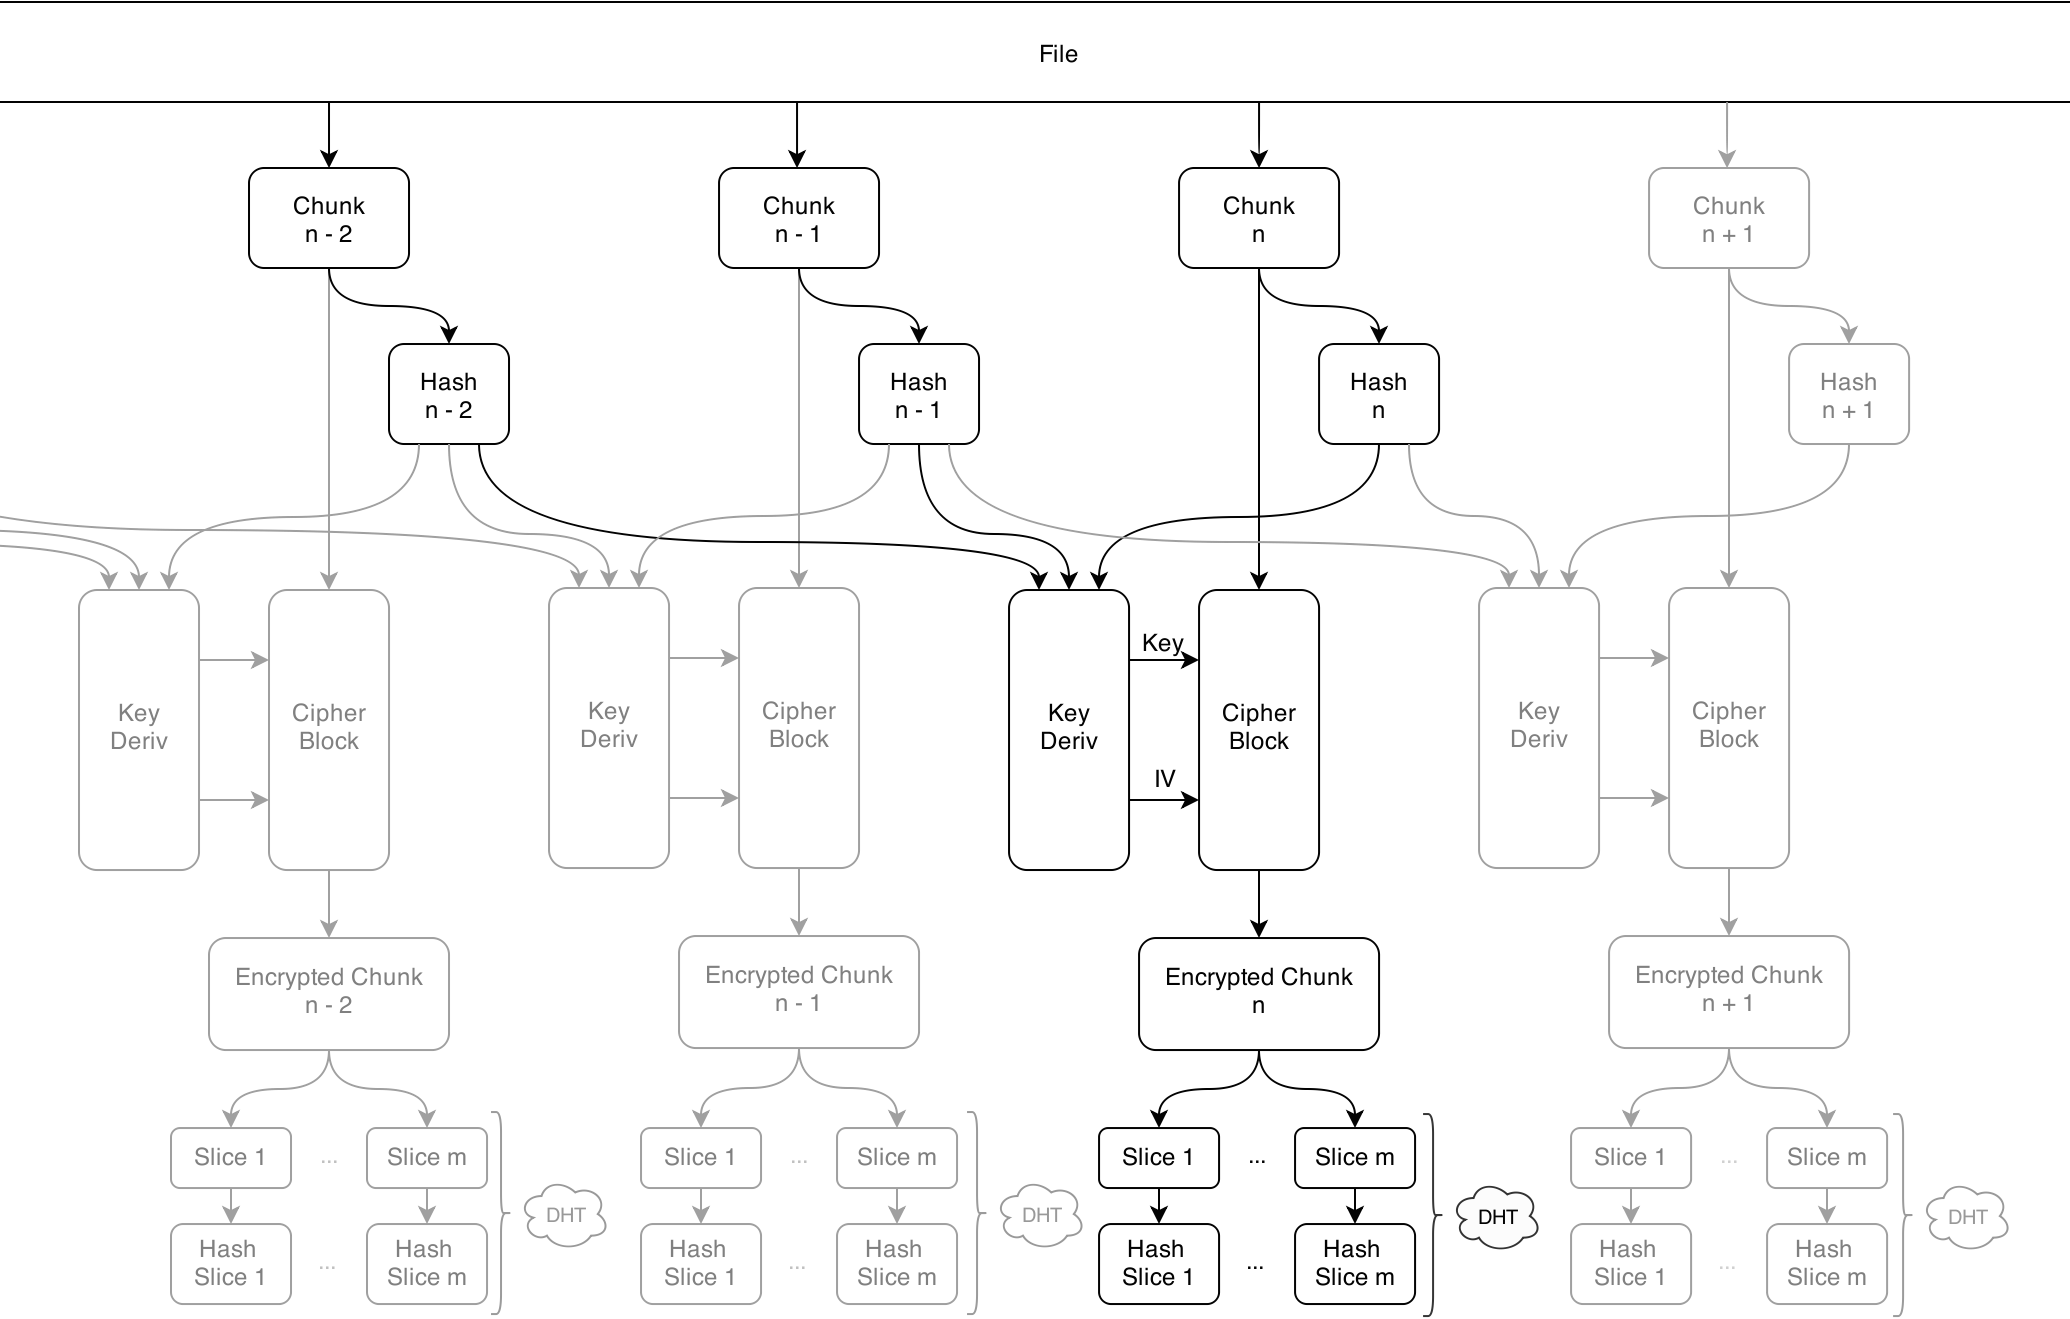 File
Chunk
n - 2
Chunk
n - 1
Chunk
n
Chunk
n + 1
Hash
n - 2
Hash
n - 1
Hash
n
Hash
n + 1
Key
Deriv
Cipher
Block
Key
Deriv
Cipher
Block
Key
Deriv
Key
IV
Cipher
Block
Key
Deriv
Cipher
Block
Encrypted Chunk
n - 2
Encrypted Chunk
n - 1
Encrypted Chunk
n
Encrypted Chunk
n + 1
Slice 1
...
Slice m
Hash
Slice 1
...
Hash
Slice m
DHT
Slice 1
...
Slice m
Hash
Slice 1
...
Hash
Slice m
DHT
Slice 1
...
Slice m
Hash
Slice 1
...
Hash
Slice m
DHT
Slice 1
...
Slice m
Hash
Slice 1
...
Hash
Slice m
DHT